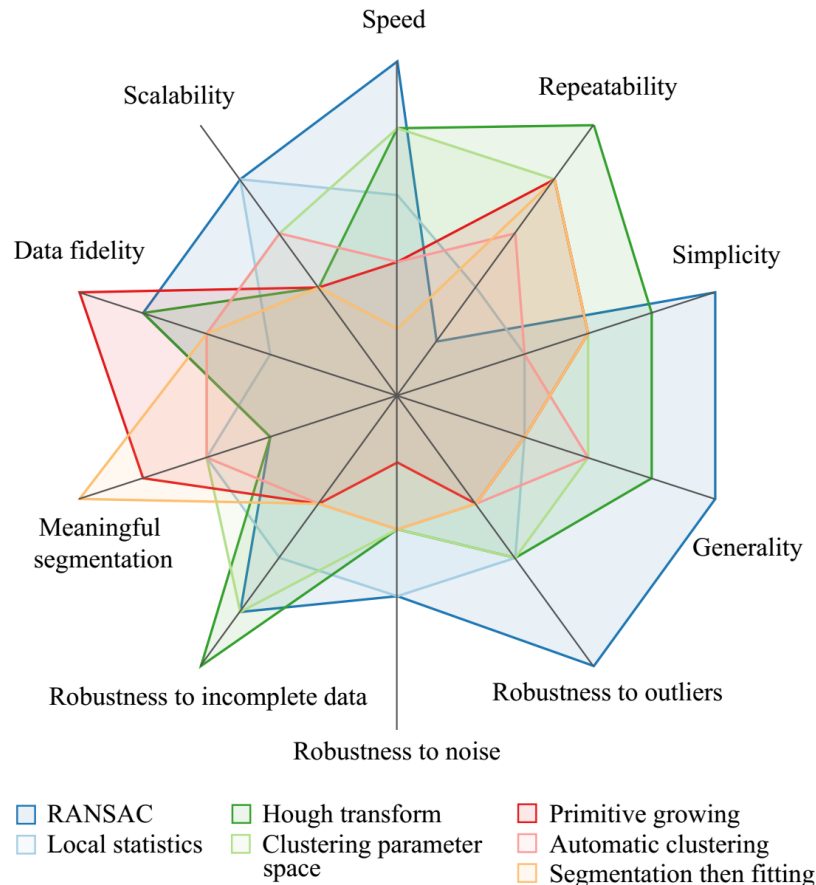 Speed
Scalability
Repeatability
Data fidelity
Simplicity
Meaningful
segmentation
Generality
Robustness to incomplete data
Robustness to outliers
Robustness to noise
RANSAC
Local statistics
Hough transform
Clustering parameter
space
Primitive growing
Automatic clustering
Segmentation then fitting